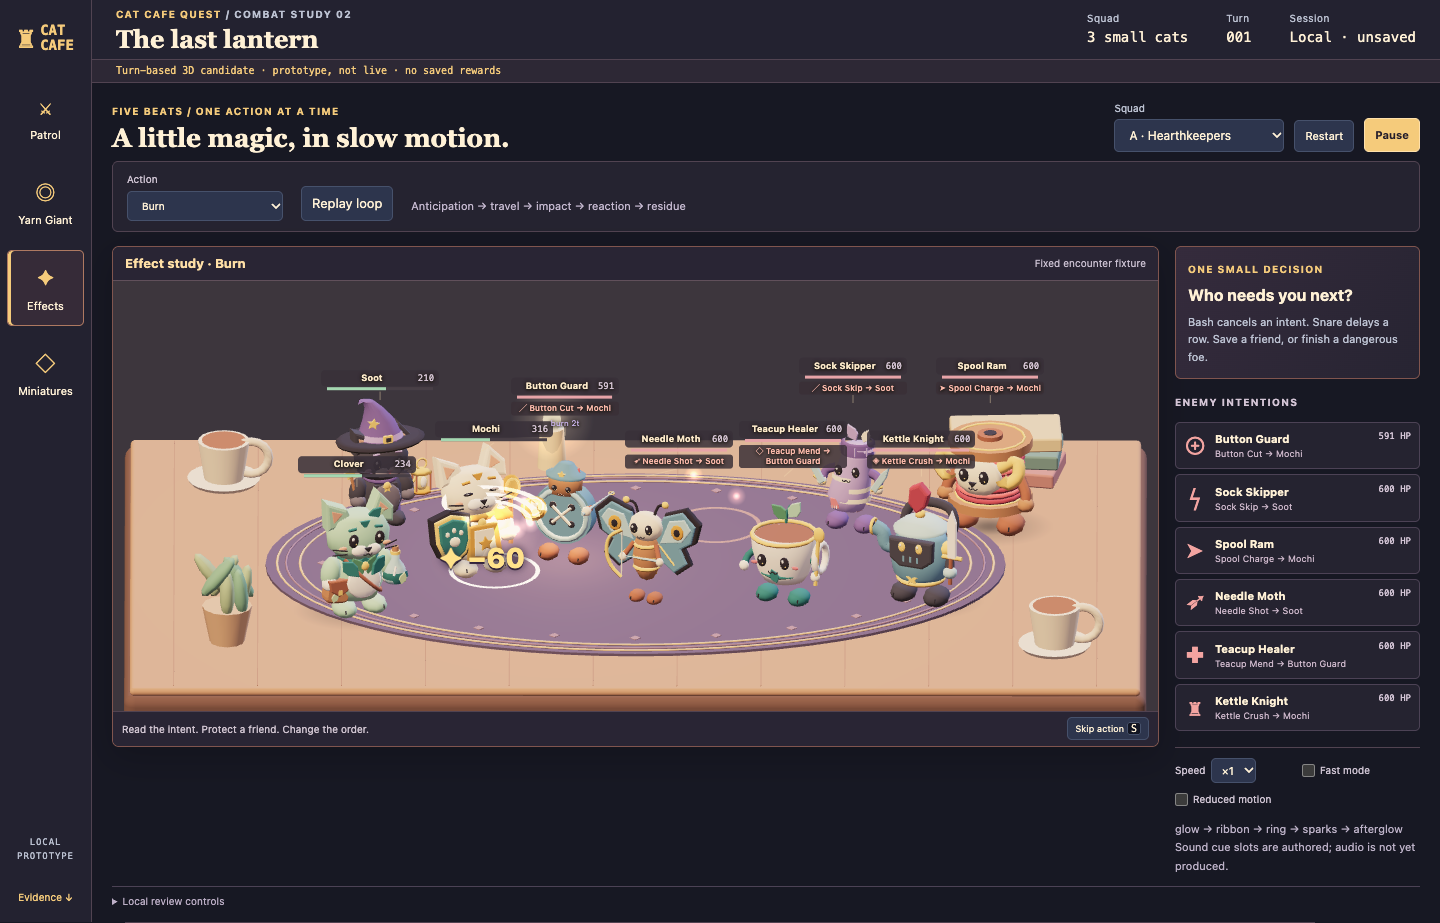 CAT
CAFE
Patrol
Yarn Giant
Effects
Miniatures
LOCAL
PROTOTYPE
Evidence ↓
CAT CAFE QUEST / COMBAT STUDY 02
The last lantern
Squad
3 small cats
Turn
001
Session
Local · unsaved
Turn-based 3D candidate · prototype, not live · no saved rewards
FIVE BEATS / ONE ACTION AT A TIME
A little magic, in slow motion.
Squad
A · Hearthkeepers
Restart
Pause
Action
Burn
Replay loop
Anticipation → travel → impact → reaction → residue
Effect study · Burn
Fixed encounter fixture
Soot 210
Button Guard 591
Button Cut → Mochi
Burn 2t
Sock Skipper 600
Sock Skip → Soot
Spool Ram 600
Spool Charge → Mochi
Mochi 316
Clover 234
Needle Moth 600
Needle Shot → Soot
Teacup Healer 600
Teacup Mend →
Button Guard
Kettle Knight 600
Kettle Crush → Mochi
−60
Read the intent. Protect a friend. Change the order.
Skip action S
ONE SMALL DECISION
Who needs you next?
Bash cancels an intent. Snare delays a
row. Save a friend, or finish a dangerous
foe.
ENEMY INTENTIONS
Button Guard 591 HP
Button Cut → Mochi
Sock Skipper 600 HP
Sock Skip → Soot
Spool Ram 600 HP
Spool Charge → Mochi
Needle Moth 600 HP
Needle Shot → Soot
Teacup Healer 600 HP
Teacup Mend → Button Guard
Kettle Knight 600 HP
Kettle Crush → Mochi
Speed ×1 Fast mode
Reduced motion
glow → ribbon → ring → sparks → afterglow
Sound cue slots are authored; audio is not yet
produced.
Local review controls